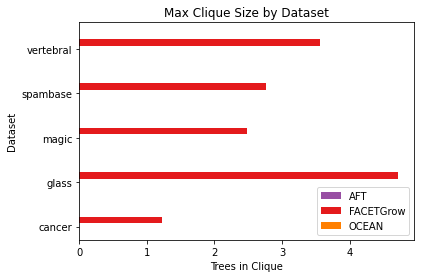 Max Clique Size by Dataset
Dataset
vertebral
spambase
magic
glass
cancer
AFT
FACETGrow
OCEAN
0 1 2 3 4
Trees in Clique